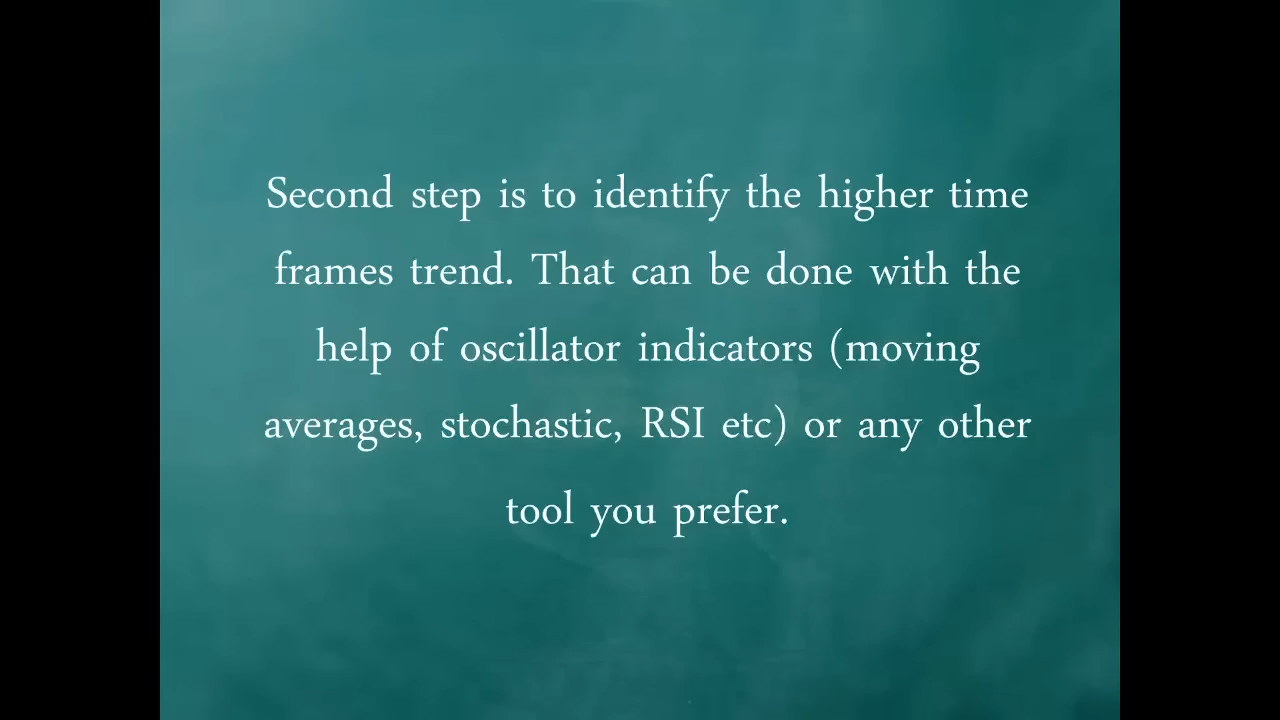 Second step is to identify the higher time
frames trend. That can be done with the
help of oscillator indicators (moving
averages, stochastic, RSI etc) or any other
tool you prefer.